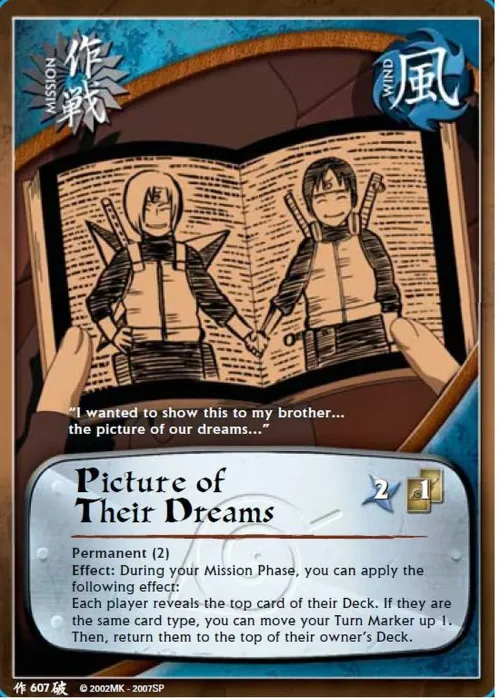 MISSION
作戦
WIND
風
"I wanted to show this to my brother...
the picture of our dreams..."
Picture of
Their Dreams
2
1
Permanent (2)
Effect: During your Mission Phase, you can apply the
following effect:
Each player reveals the top card of their Deck. If they are
the same card type, you can move your Turn Marker up 1.
Then, return them to the top of their owner's Deck.
作 607 破 © 2002MK - 2007SP